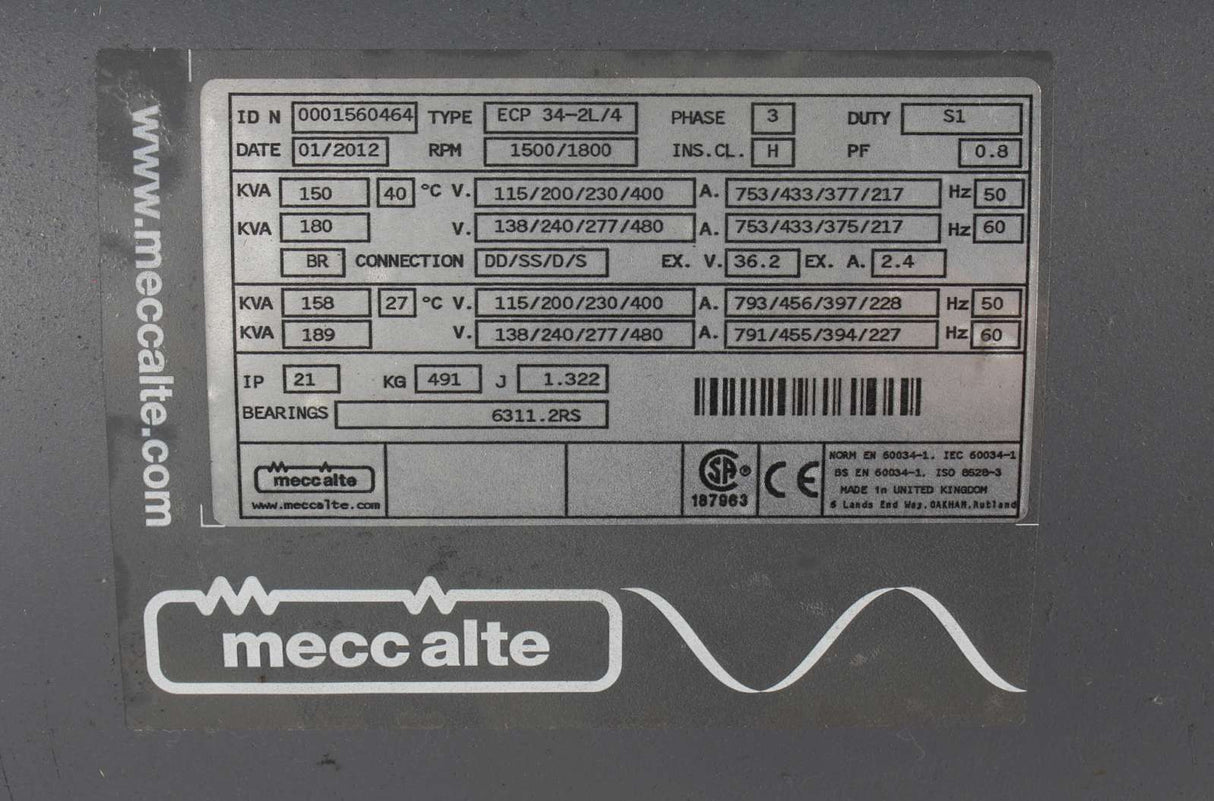 www.meccalte.com
ID N 0001560464 TYPE ECP 34-2L/4 PHASE 3 DUTY S1
DATE 01/2012 RPM 1500/1800 INS.CL. H PF 0.8
KVA 150 40 °C V. 115/200/230/400 A. 753/433/377/217 Hz 50
KVA 180 V. 138/240/277/480 A. 753/433/375/217 Hz 60
BR CONNECTION DD/SS/D/S EX. V. 36.2 EX. A. 2.4
KVA 158 27 °C V. 115/200/230/400 A. 793/456/397/228 Hz 50
KVA 189 V. 138/240/277/480 A. 791/455/394/227 Hz 60
IP 21 KG 491 J 1.322
BEARINGS 6311.2RS
mecc alte
www.meccalte.com
SA ®
187963
CE
NORM EN 60034-1. IEC 60034-1
BS EN 60034-1. ISO 8528-3
MADE in UNITED KINGDOM
6 Lands End Way, OAKHAM, Rutland
mecc alte